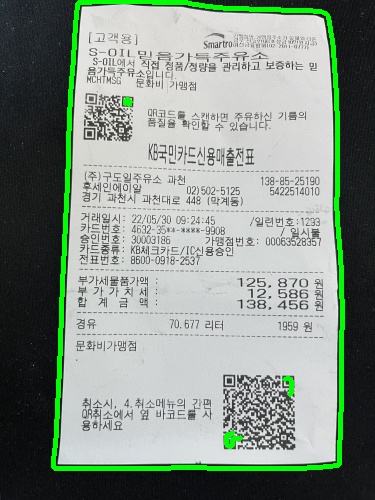 [고객용]
Smartro
S-OIL믿음가득주유소
S-OIL에서 직접 정품/정량을 관리하고 보증하는 믿
음가득주유소입니다.
MCHTMSG 문화비 가맹점
QR코드를 스캔하면 주유하신 기름의
품질을 확인할 수 있습니다.
KB국민카드신용매출전표
(주)구도일주유소 과천 138-85-25190
후세인에이알 02)502-5125 5422514010
경기 과천시 과천대로 448 (막계동)
거래일시: 22/05/30 09:24:45 /일련번호:1293
카드번호: 4632-35**-****-9908 / 일시불
승인번호: 30003186 가맹점번호: 00063528357
카드종류: KB체크카드/IC신용승인
전표번호: 8600-0918-2537
부가세물품가액 : 125,870 원
부 가 가 치 세 : 12,586 원
합 계 금 액 : 138,456 원
경유 70.677 리터 1959 원
문화비가맹점
취소시, 4.취소메뉴의 간편
QR취소에서 옆 바코드를 사
용하세요